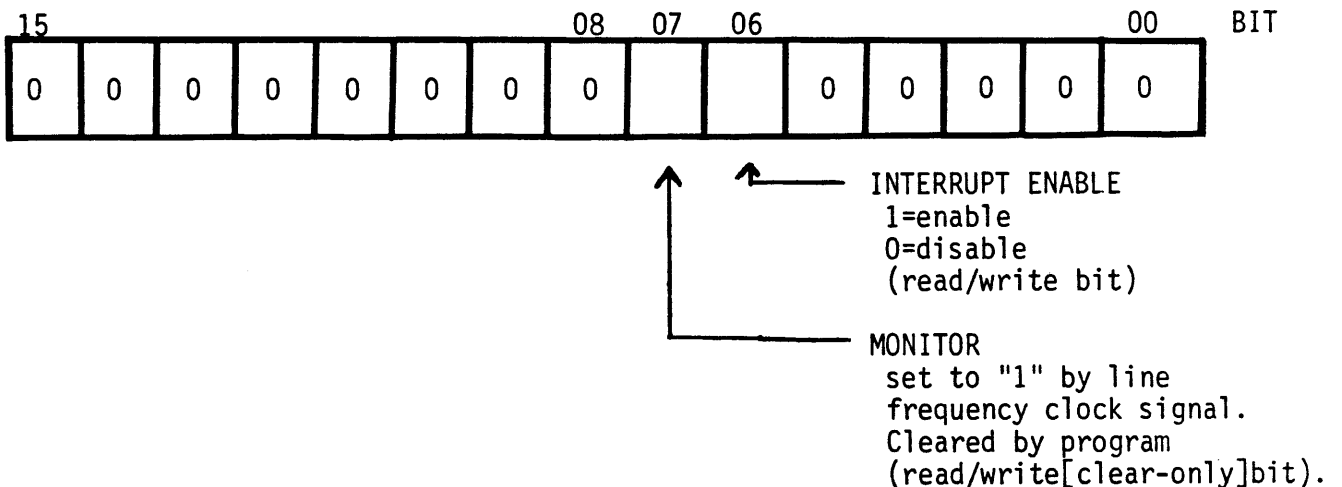 15 08 07 06 00 BIT
0 0 0 0 0 0 0 0 0 0 0 0 0
INTERRUPT ENABLE
1=enable
0=disable
(read/write bit)
MONITOR
set to "1" by line
frequency clock signal.
Cleared by program
(read/write[clear-only]bit).